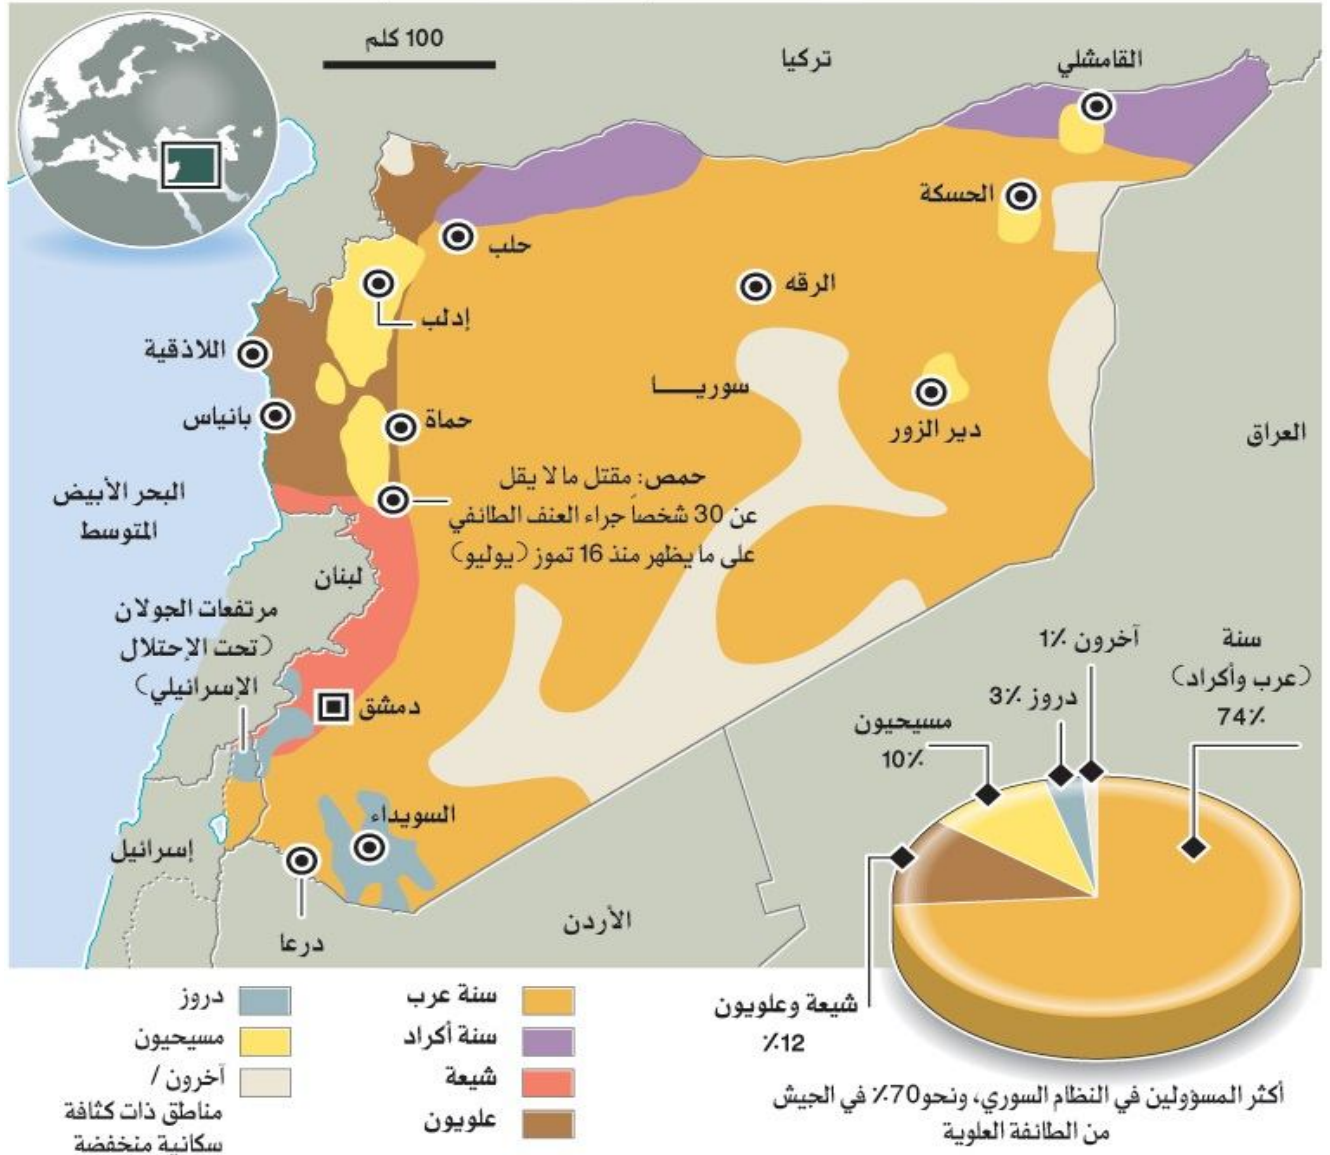 100 كلم
تركيا
القامشلي
الحسكة
حلب
الرقه
إدلب
اللاذقية
سوريـــا
بانياس
حماة
دير الزور
العراق
حمص: مقتل ما لا يقل
عن 30 شخصاً جراء العنف الطائفي
على ما يظهر منذ 16 تموز (يوليو)
البحر الأبيض
المتوسط
لبنان
مرتفعات الجولان
(تحت الإحتلال
الإسرائيلي)
دمشق
السويداء
إسرائيل
درعا
الأردن
سنة
(عرب وأكراد)
74٪
آخرون 1٪
دروز 3٪
مسيحيون
10٪
شيعة وعلويون
12٪
أكثر المسؤولين في النظام السوري، ونحو70٪ في الجيش
من الطائفة العلوية
سنة عرب
سنة أكراد
شيعة
علويون
دروز
مسيحيون
آخرون /
مناطق ذات كثافة
سكانية منخفضة